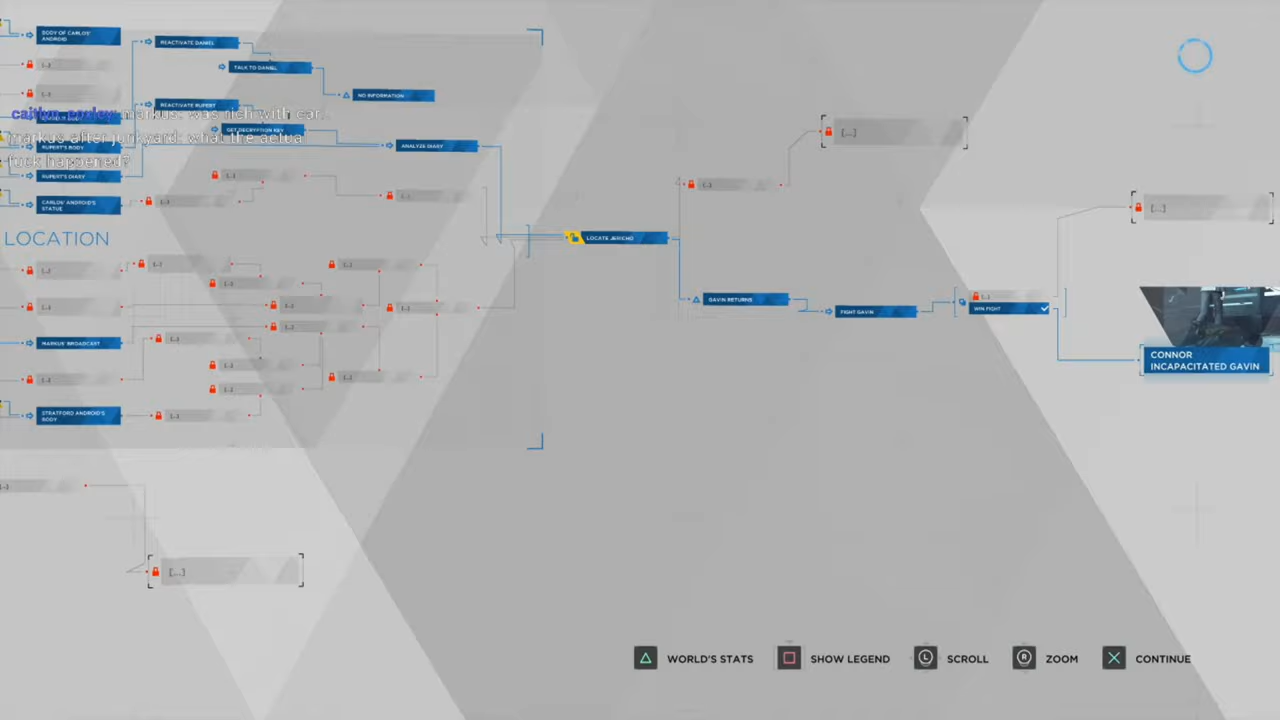 BODY OF CARLOS'
ANDROID
REACTIVATE DANIEL
TALK TO DANIEL
[...]
[...]
NO INFORMATION
REACTIVATE RUPERT
markus: was rich with car.
markus after junkyard: what the actua
fuck happened?
GET DECRYPTION KEY
RUPERT'S BODY
ANALYZE DIARY
RUPERT'S DIARY
[...]
[...]
CARLOS' ANDROID'S
STATUE
[...]
[...]
[...]
[...]
[...]
LOCATION
LOCATE JERICHO
[...]
[...]
[...]
[...]
GAVIN RETURNS
FIGHT GAVIN
[...]
WIN FIGHT
[...]
[...]
[...]
[...]
MARKUS' BROADCAST
[...]
[...]
[...]
[...]
[...]
STRATFORD ANDROID'S
BODY
[...]
CONNOR
INCAPACITATED GAVIN
[...]
[...]
WORLD'S STATS
SHOW LEGEND
L
SCROLL
R
ZOOM
CONTINUE